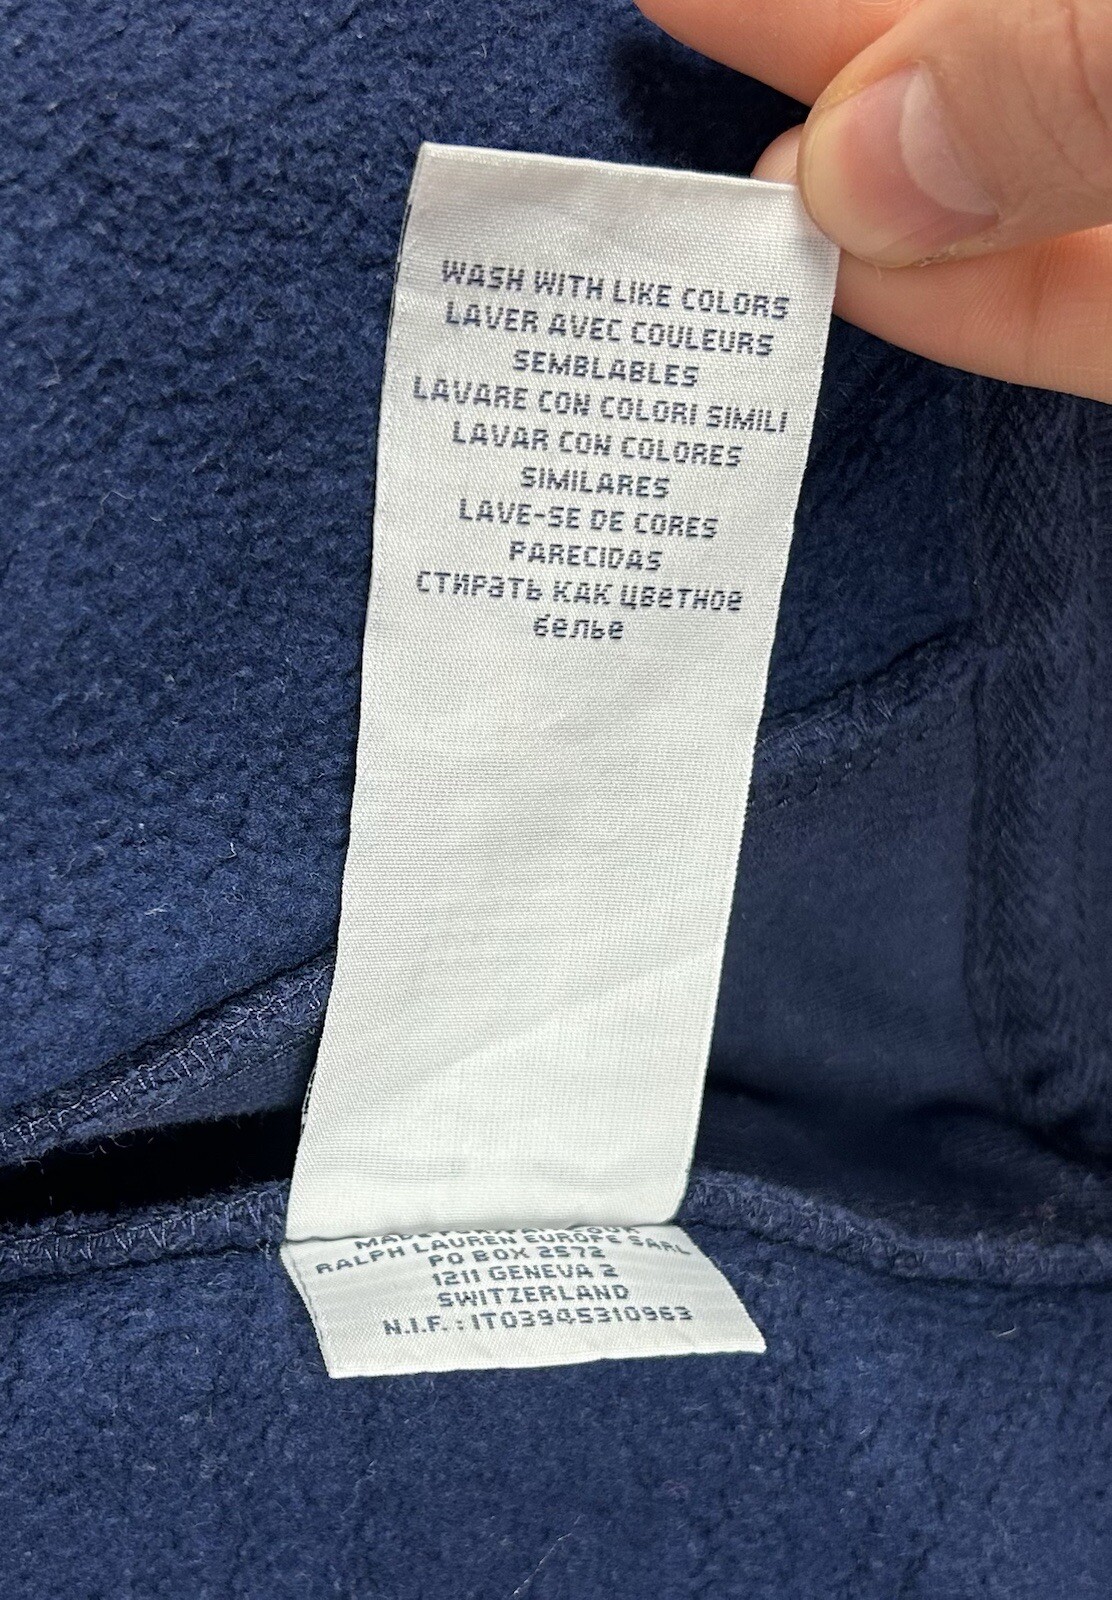 WASH WITH LIKE COLORS
LAVER AVEC COULEURS
SEMBLABLES
LAVARE CON COLORI SIMILI
LAVAR CON COLORES
SIMILARES
LAVE-SE DE CORES
PARECIDAS
СТИРАТЬ КАК ЦВЕТНОЕ
белье
RALPH LAUREN EUROPE SARL
PO BOX 2572
1211 GENEVA 2
SWITZERLAND
N.I.F. : IT03945310963